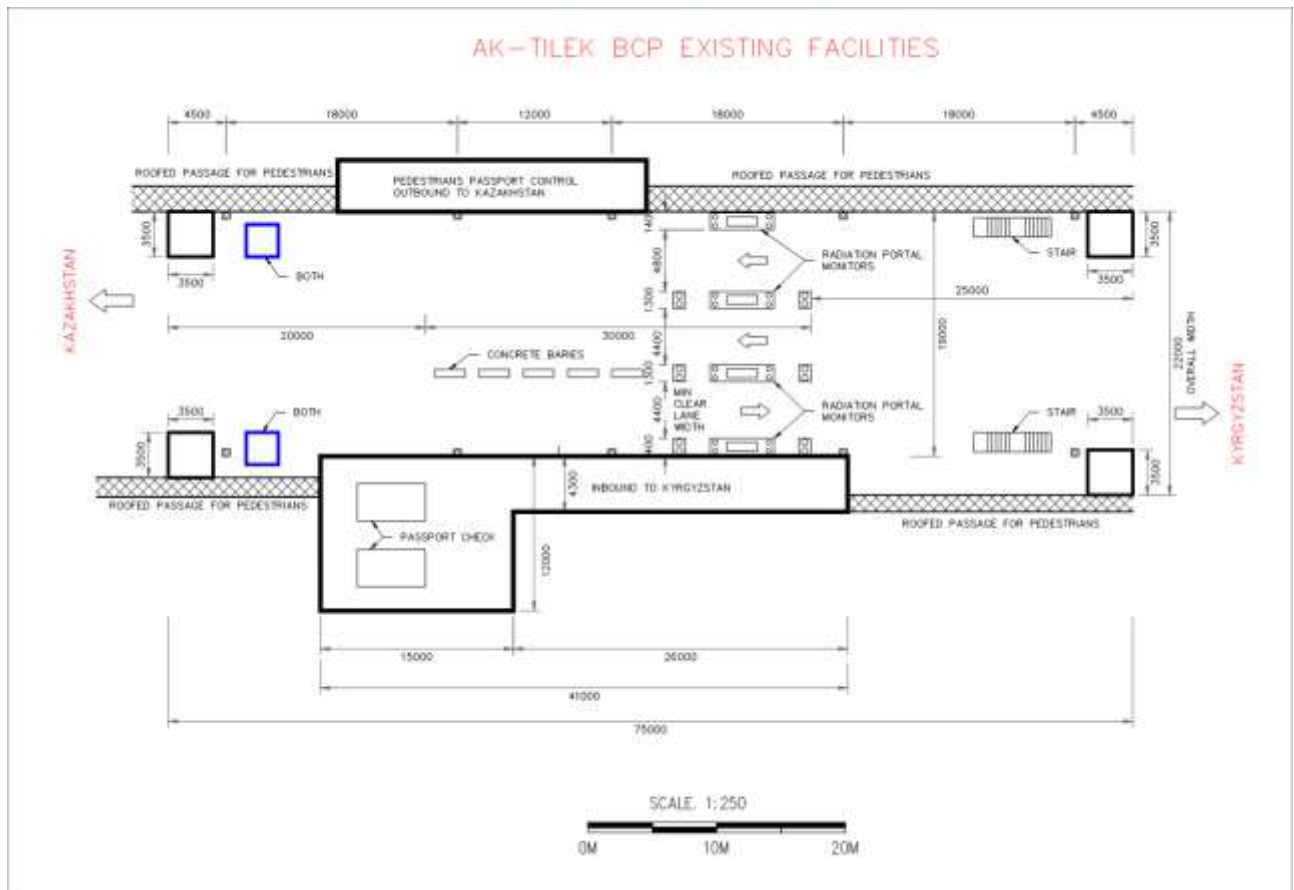 AK-TILEK BCP EXISTING FACILITIES
4500
18000
12000
18000
18000
4500
ROOFED PASSAGE FOR PEDESTRIANS
PEDESTRIANS PASSPORT CONTROL
OUTBOUND TO KAZAKHSTAN
ROOFED PASSAGE FOR PEDESTRIANS
3500
3500
BOTH
4800
RADIATION PORTAL
MONITORS
STAIR
3500
3500
KAZAKHSTAN
1300
25000
20000
30000
4400
19000
22000
OVERALL WIDTH
CONCRETE BARIES
1300
KYRGYZSTAN
3500
BOTH
MIN
CLEAR
LANE
WIDTH
4400
RADIATION PORTAL
MONITORS
STAIR
3500
3500
3500
4300
INBOUND TO KYRGYZSTAN
ROOFED PASSAGE FOR PEDESTRIANS
ROOFED PASSAGE FOR PEDESTRIANS
PASSPORT CHECK
12000
15000
26000
41000
75000
SCALE. 1:250
0M
10M
20M